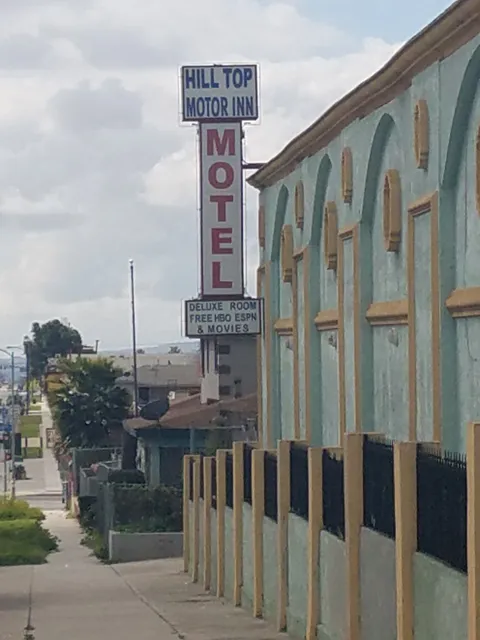 HILL TOP
MOTOR INN
MOTEL
DELUXE ROOM
FREE HBO ESPN
& MOVIES